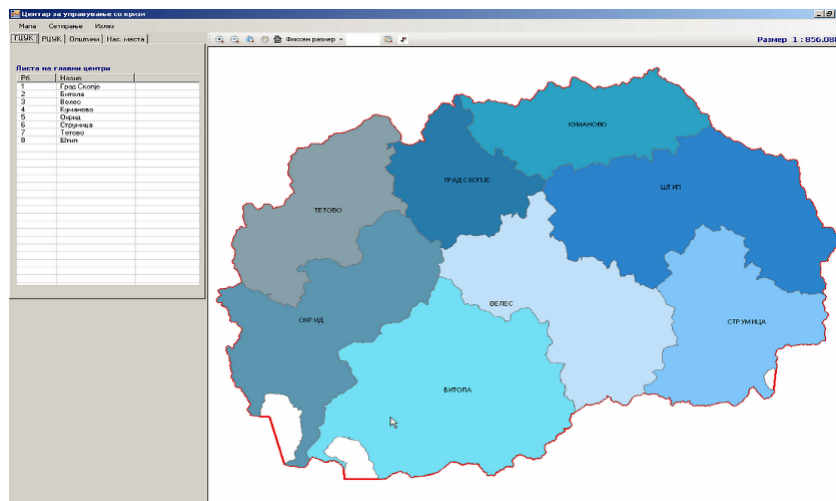 Центар за управување со кризи
Мапа Сетирање Излез
ГЦУК РЦУК Општини Нас. места
Фиксен размер
Размер 1 : 856.088
Листа на главни центри
Рб. Назив
1 Град Скопје
2 Битола
3 Велес
4 Куманово
5 Охрид
6 Струмица
7 Тетово
8 Штип
КУМАНОВО
ГРАД СКОПЈЕ
ШТИП
ТЕТОВО
ВЕЛЕС
ОХРИД
СТРУМИЦА
БИТОЛА